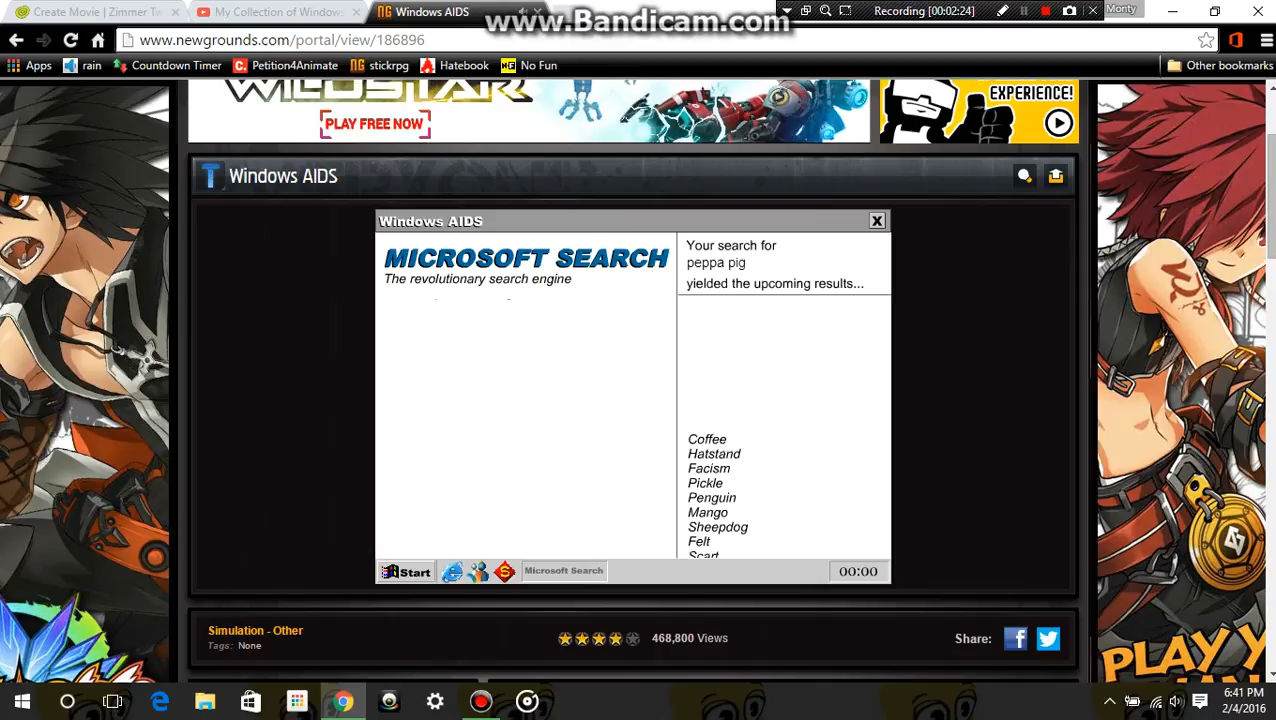 Create Movie | Zimmer Tw
My Collection of Windows
Windows AIDS
www.Bandicam.com
Recording [00:02:24]
Monty
www.newgrounds.com/portal/view/186896
Apps
rain
Countdown Timer
Petition4Animate
stickrpg
Hatebook
No Fun
Other bookmarks
WILDSTAR
PLAY FREE NOW
EXPERIENCE!
Windows AIDS
Windows AIDS
X
MICROSOFT SEARCH
The revolutionary search engine
Your search for
peppa pig
yielded the upcoming results...
Coffee
Hatstand
Facism
Pickle
Penguin
Mango
Sheepdog
Felt
Scart
Start
Microsoft Search
00:00
Simulation - Other
Tags: None
468,800 Views
Share:
PLAY
6:41 PM
2/4/2016